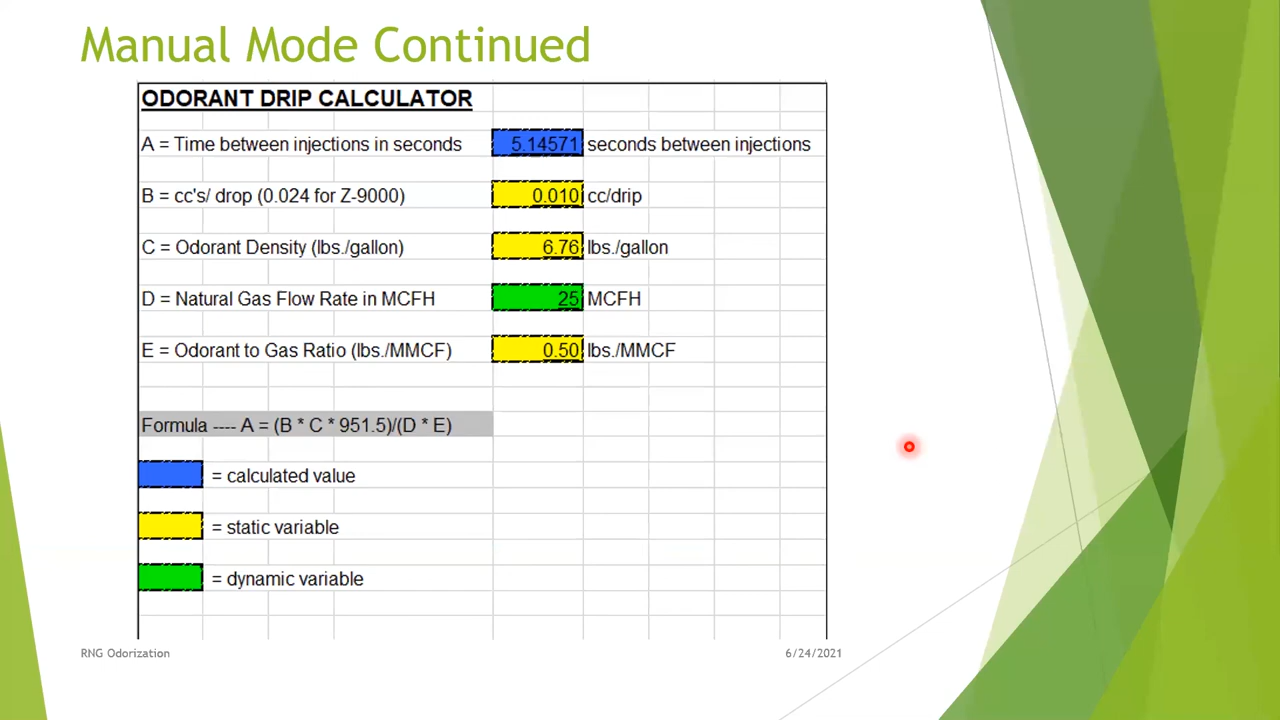 Manual Mode Continued
ODORANT DRIP CALCULATOR
A = Time between injections in seconds 5.14571 seconds between injections
B = cc's/ drop (0.024 for Z-9000) 0.010 cc/drip
C = Odorant Density (lbs./gallon) 6.76 lbs./gallon
D = Natural Gas Flow Rate in MCFH 25 MCFH
E = Odorant to Gas Ratio (lbs./MMCF) 0.50 lbs./MMCF
Formula ---- A = (B * C * 951.5)/(D * E)
= calculated value
= static variable
= dynamic variable
RNG Odorization 6/24/2021